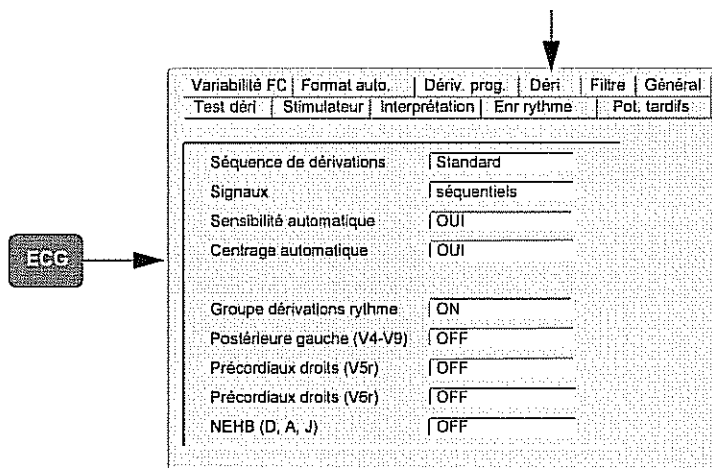 Variabilité FC Format auto. Dériv. prog. Déri Filtre Général
Test déri Stimulateur Interprétation Enr rythme Pot. tardifs
Séquence de dérivations Standard
Signaux séquentiels
Sensibilité automatique OUI
Centrage automatique OUI
ECG
Groupe dérivations rythme ON
Postérieure gauche (V4-V9) OFF
Précordiaux droits (V5r) OFF
Précordiaux droits (V6r) OFF
NEHB (D, A, J) OFF